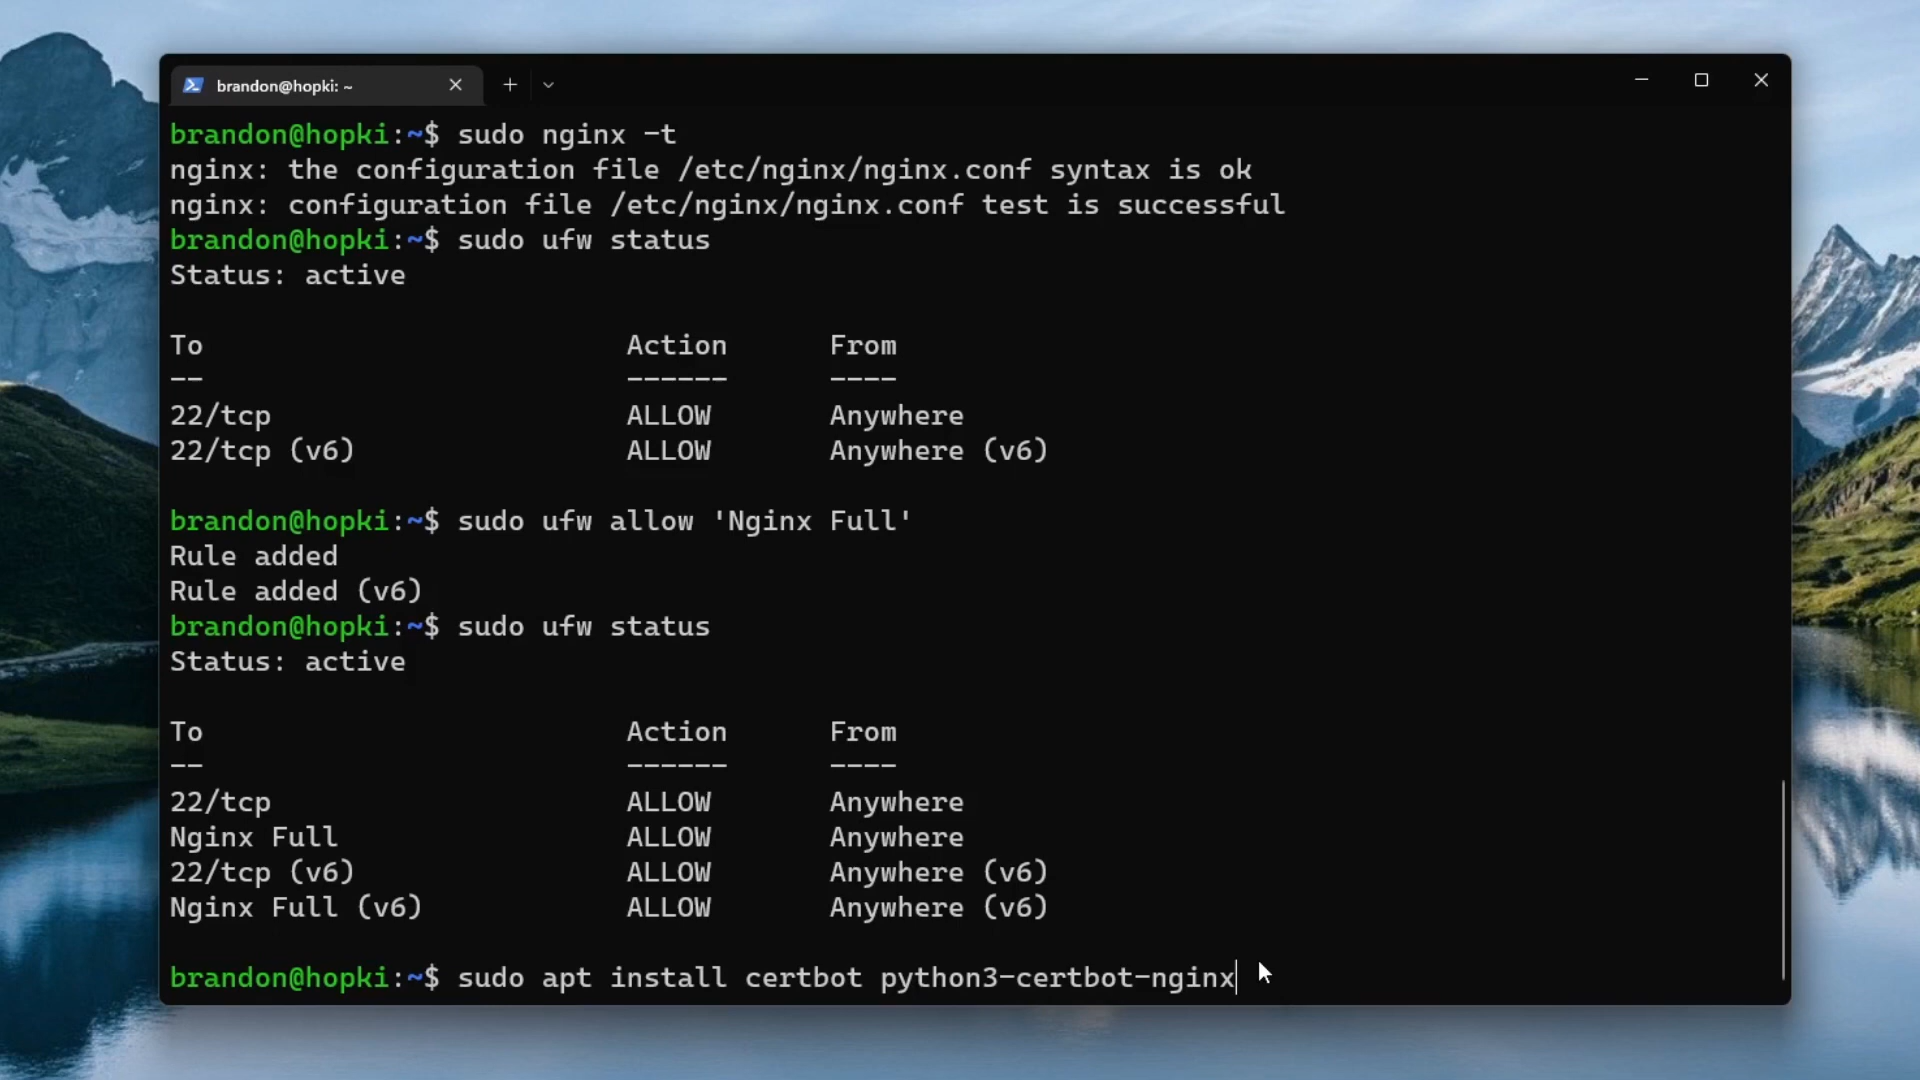 brandon@hopki: ~
brandon@hopki:~$ sudo nginx -t
nginx: the configuration file /etc/nginx/nginx.conf syntax is ok
nginx: configuration file /etc/nginx/nginx.conf test is successful
brandon@hopki:~$ sudo ufw status
Status: active
To Action From
-- ------ ----
22/tcp ALLOW Anywhere
22/tcp (v6) ALLOW Anywhere (v6)
brandon@hopki:~$ sudo ufw allow 'Nginx Full'
Rule added
Rule added (v6)
brandon@hopki:~$ sudo ufw status
Status: active
To Action From
-- ------ ----
22/tcp ALLOW Anywhere
Nginx Full ALLOW Anywhere
22/tcp (v6) ALLOW Anywhere (v6)
Nginx Full (v6) ALLOW Anywhere (v6)
brandon@hopki:~$ sudo apt install certbot python3-certbot-nginx